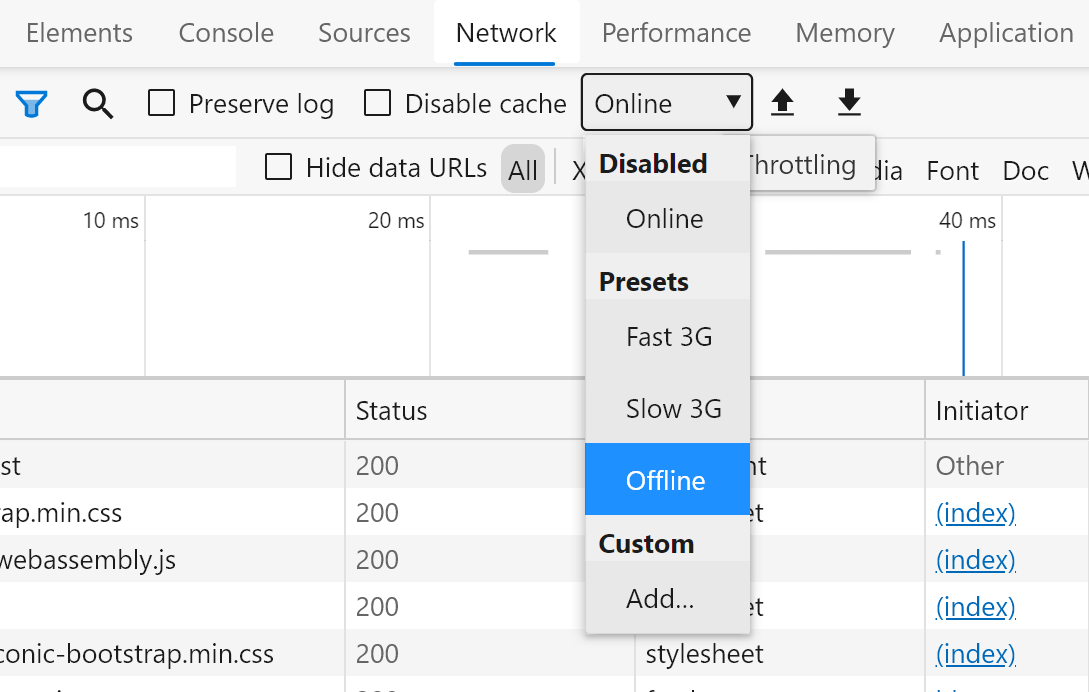 Elements Console Sources Network Performance Memory Application
Preserve log Disable cache Online
Hide data URLs All Disabled Throttling Font Doc
10 ms 20 ms 40 ms
Online
Presets
Fast 3G
Slow 3G
Offline
Custom
Add...
Status Initiator
st 200 nt Other
rap.min.css 200 et (index)
webassembly.js 200 (index)
200 et (index)
conic-bootstrap.min.css 200 stylesheet (index)